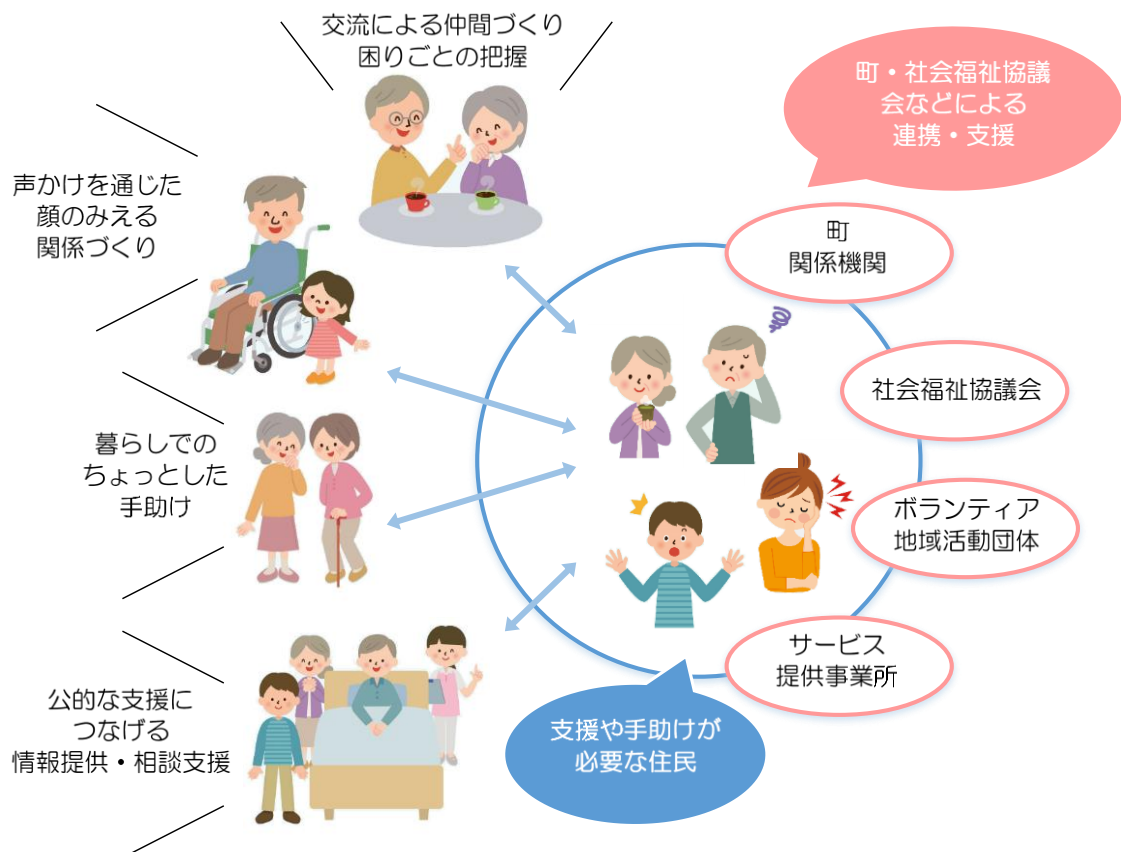 交流による仲間づくり
困りごとの把握
町・社会福祉協議
会などによる
連携・支援
声かけを通じた
顔のみえる
関係づくり
町
関係機関
社会福祉協議会
暮らしでの
ちょっとした
手助け
ボランティア
地域活動団体
サービス
提供事業所
公的な支援に
つなげる
情報提供・相談支援
支援や手助けが
必要な住民